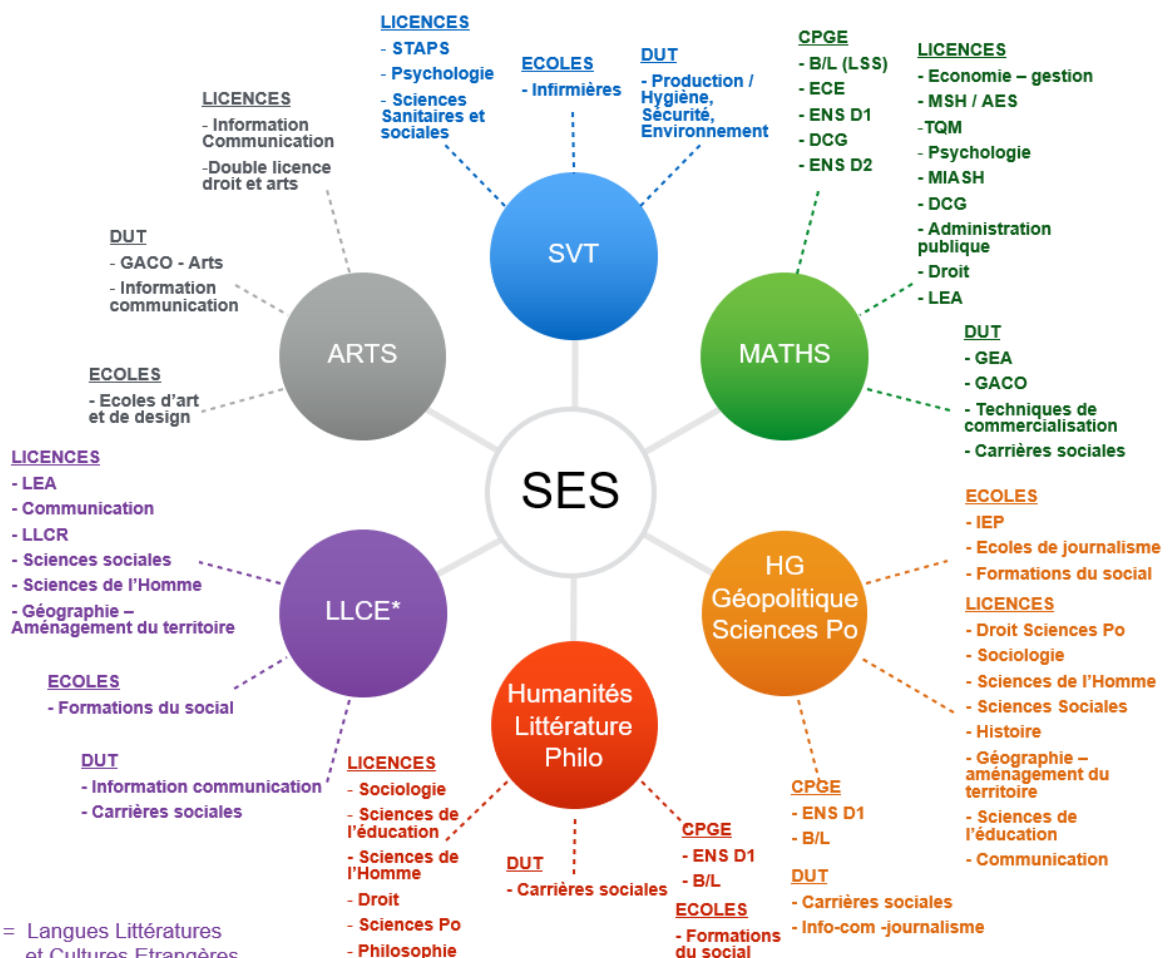 LICENCES
- STAPS
- Psychologie
- Sciences
Sanitaires et
sociales
ECOLES
- Infirmières
DUT
- Production /
Hygiène,
Sécurité,
Environnement
SVT
CPGE
- B/L (LSS)
- ECE
- ENS D1
- DCG
- ENS D2
LICENCES
- Economie – gestion
- MSH / AES
-TQM
- Psychologie
- MIASH
- DCG
- Administration
publique
- Droit
- LEA
DUT
- GEA
- GACO
- Techniques de
commercialisation
- Carrières sociales
MATHS
LICENCES
- Information
Communication
-Double licence
droit et arts
DUT
- GACO - Arts
- Information
communication
ECOLES
- Ecoles d'art
et de design
ARTS
SES
LICENCES
- LEA
- Communication
- LLCR
- Sciences sociales
- Sciences de l'Homme
- Géographie –
Aménagement du territoire
ECOLES
- Formations du social
DUT
- Information communication
- Carrières sociales
LLCE*
HG
Géopolitique
Sciences Po
ECOLES
- IEP
- Ecoles de journalisme
- Formations du social
LICENCES
- Droit Sciences Po
- Sociologie
- Sciences de l'Homme
- Sciences Sociales
- Histoire
- Géographie –
aménagement du
territoire
- Sciences de
l'éducation
- Communication
CPGE
- ENS D1
- B/L
DUT
- Carrières sociales
- Info-com -journalisme
Humanités
Littérature
Philo
LICENCES
- Sociologie
- Sciences de
l'éducation
- Sciences de
l'Homme
- Droit
- Sciences Po
- Philosophie
DUT
- Carrières sociales
CPGE
- ENS D1
- B/L
ECOLES
- Formations
du social
= Langues Littératures
et Cultures Etrangères